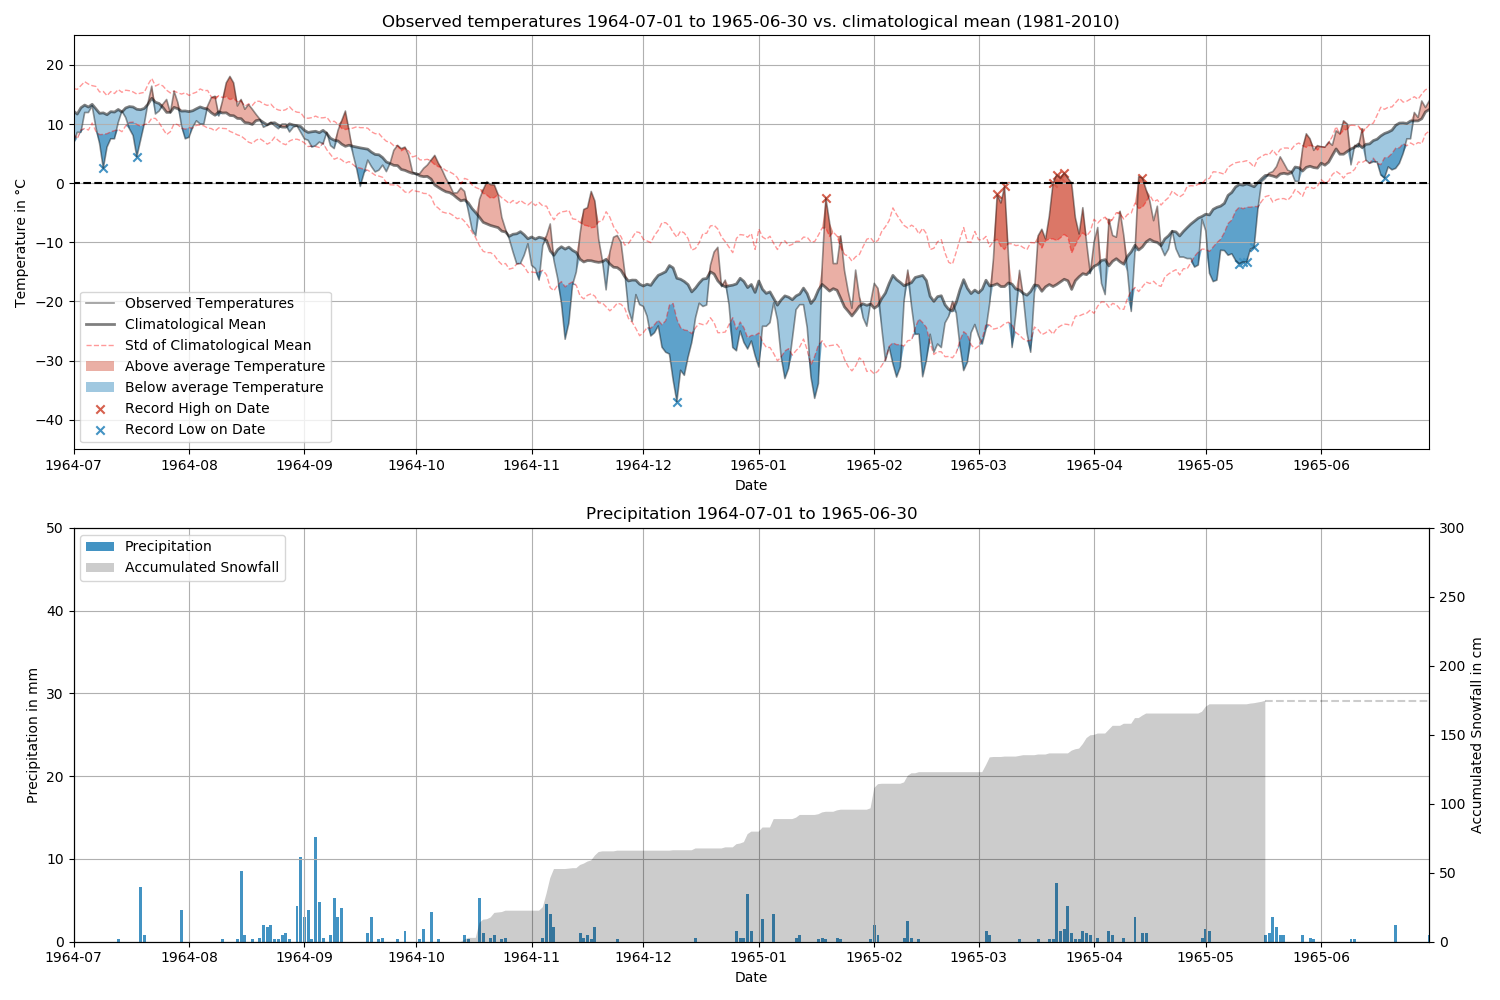 Observed temperatures 1964-07-01 to 1965-06-30 vs. climatological mean (1981-2010)
Temperature in °C
20
10
0
−10
−20
−30
−40
Observed Temperatures
Climatological Mean
Std of Climatological Mean
Above average Temperature
Below average Temperature
Record High on Date
Record Low on Date
1964-07 1964-08 1964-09 1964-10 1964-11 1964-12 1965-01 1965-02 1965-03 1965-04 1965-05 1965-06
Date
Precipitation 1964-07-01 to 1965-06-30
Precipitation in mm
50
40
30
20
10
0
Precipitation
Accumulated Snowfall
300
250
200
150
100
50
0
Accumulated Snowfall in cm
1964-07 1964-08 1964-09 1964-10 1964-11 1964-12 1965-01 1965-02 1965-03 1965-04 1965-05 1965-06
Date